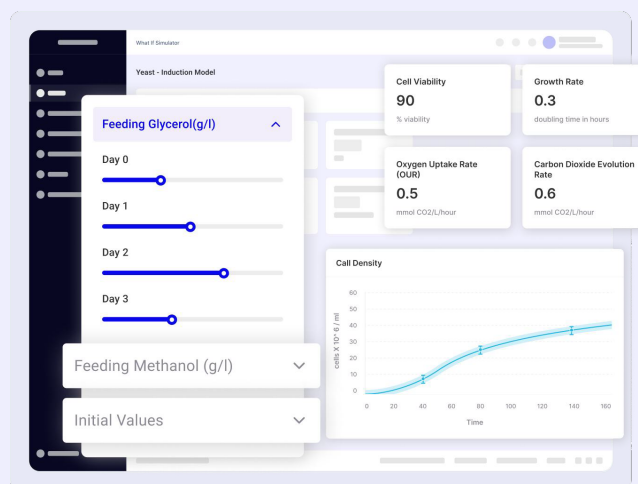 What If Simulator
Yeast - Induction Model
Feeding Glycerol(g/l)
Day 0
Day 1
Day 2
Day 3
Feeding Methanol (g/l)
Initial Values
Cell Viability
90
% viability
Growth Rate
0.3
doubling time in hours
Oxygen Uptake Rate
(OUR)
0.5
mmol CO2/L/hour
Carbon Dioxide Evolution
Rate
0.6
mmol CO2/L/hour
Call Density
cells X 10^ 6 / ml
60
50
40
30
20
10
0
0 20 40 60 80 100 120 140 160
Time